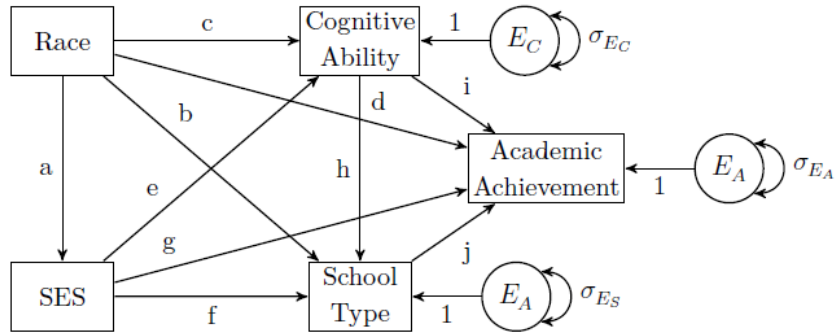 Race
c
Cognitive
Ability
1
E_C
σ_{E_C}
b
d
i
a
e
h
Academic
Achievement
1
E_A
σ_{E_A}
g
j
SES
f
School
Type
1
E_A
σ_{E_S}